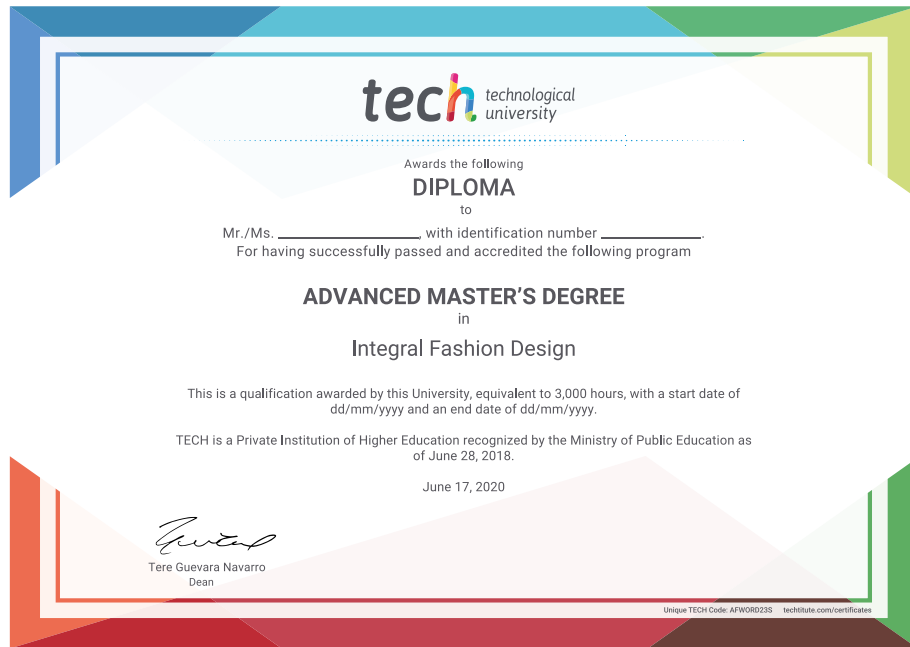 tech technological
university
Awards the following
DIPLOMA
to
Mr./Ms. ____________________, with identification number ______________.
For having successfully passed and accredited the following program
ADVANCED MASTER'S DEGREE
in
Integral Fashion Design
This is a qualification awarded by this University, equivalent to 3,000 hours, with a start date of
dd/mm/yyyy and an end date of dd/mm/yyyy.
TECH is a Private Institution of Higher Education recognized by the Ministry of Public Education as
of June 28, 2018.
June 17, 2020
Tere Guevara Navarro
Dean
Unique TECH Code: AFWORD23S techtitute.com/certificates